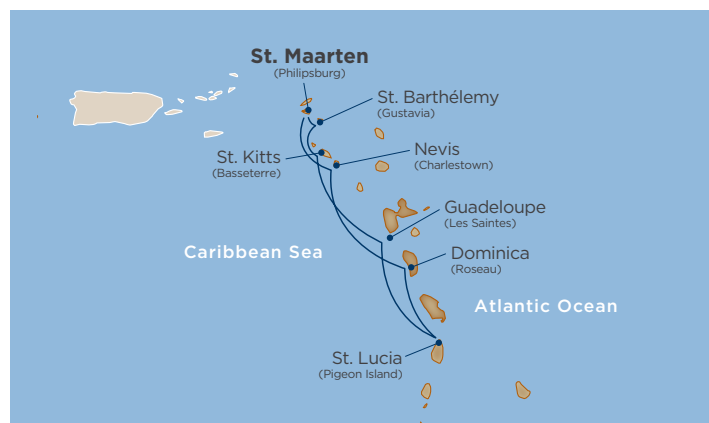 St. Maarten
(Philipsburg)
St. Barthélemy
(Gustavia)
Nevis
(Charlestown)
St. Kitts
(Basseterre)
Guadeloupe
(Les Saintes)
Caribbean Sea
Dominica
(Roseau)
Atlantic Ocean
St. Lucia
(Pigeon Island)